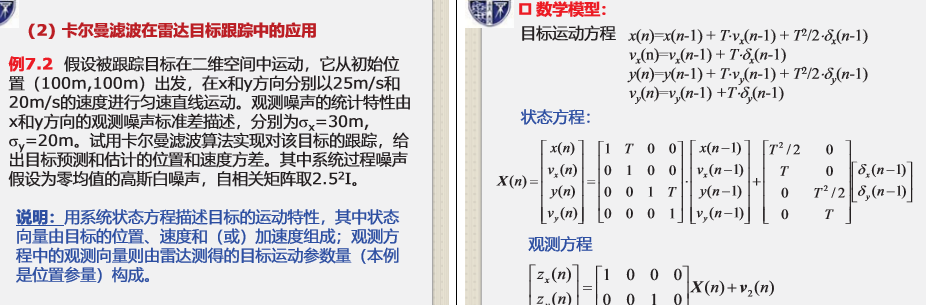 (2) 卡尔曼滤波在雷达目标跟踪中的应用
例7.2 假设被跟踪目标在二维空间中运动，它从初始位
置（100m,100m）出发，在x和y方向分别以25m/s和
20m/s的速度进行匀速直线运动。观测噪声的统计特性由
x和y方向的观测噪声标准差描述，分别为σx=30m,
σy=20m。试用卡尔曼滤波算法实现对该目标的跟踪，给
出目标预测和估计的位置和速度方差。其中系统过程噪声
假设为零均值的高斯白噪声，自相关矩阵取2.5²I。
说明：用系统状态方程描述目标的运动特性，其中状态
向量由目标的位置、速度和（或）加速度组成；观测方
程中的观测向量则由雷达测得的目标运动参数量（本例
是位置参量）构成。
数学模型：
目标运动方程 x(n)=x(n-1) + T·vx(n-1) + T²/2·δx(n-1)
vx(n)=vx(n-1) + T·δx(n-1)
y(n)=y(n-1) + T·vy(n-1) + T²/2·δy(n-1)
vy(n)=vy(n-1) +T·δy(n-1)
状态方程：
X(n)= [x(n) vx(n) y(n) vy(n)] = [1 T 0 0; 0 1 0 0; 0 0 1 T; 0 0 0 1] · [x(n−1) vx(n−1) y(n−1) vy(n−1)] + [T²/2 0; T 0; 0 T²/2; 0 T] [δx(n−1) δy(n−1)]
观测方程
[zx(n) zy(n)] = [1 0 0 0; 0 0 1 0] X(n)+v2(n)